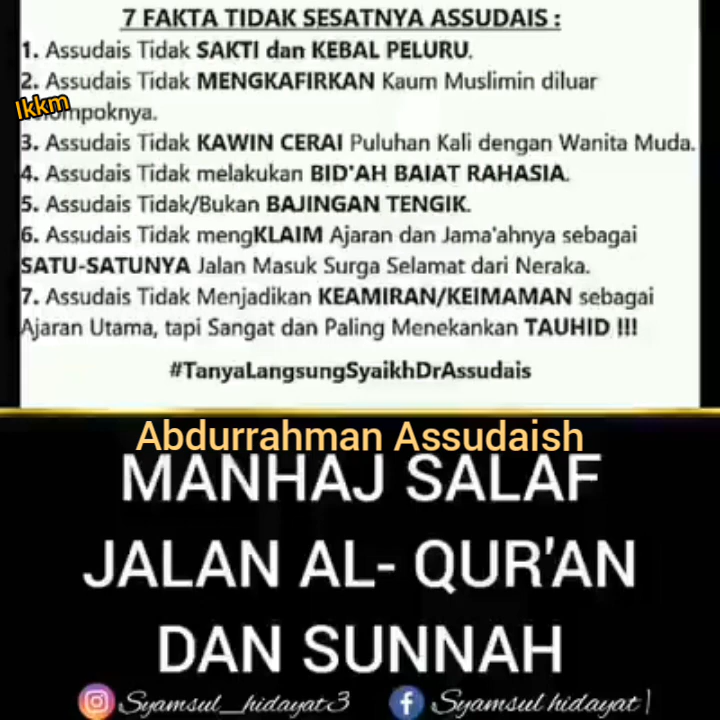 7 FAKTA TIDAK SESATNYA ASSUDAIS :
1. Assudais Tidak SAKTI dan KEBAL PELURU.
2. Assudais Tidak MENGKAFIRKAN Kaum Muslimin diluar
Ikkm
3. Assudais Tidak KAWIN CERAI Puluhan Kali dengan Wanita Muda.
4. Assudais Tidak melakukan BID'AH BAIAT RAHASIA.
5. Assudais Tidak/Bukan BAJINGAN TENGIK.
6. Assudais Tidak mengKLAIM Ajaran dan Jama'ahnya sebagai
SATU-SATUNYA Jalan Masuk Surga Selamat dari Neraka.
7. Assudais Tidak Menjadikan KEAMIRAN/KEIMAMAN sebagai
Ajaran Utama, tapi Sangat dan Paling Menekankan TAUHID !!!
#TanyaLangsungSyaikhDrAssudais
Abdurrahman Assudaish
MANHAJ SALAF
JALAN AL- QUR'AN
DAN SUNNAH
Syamsul_hidayat3 Syamsul hidayat |